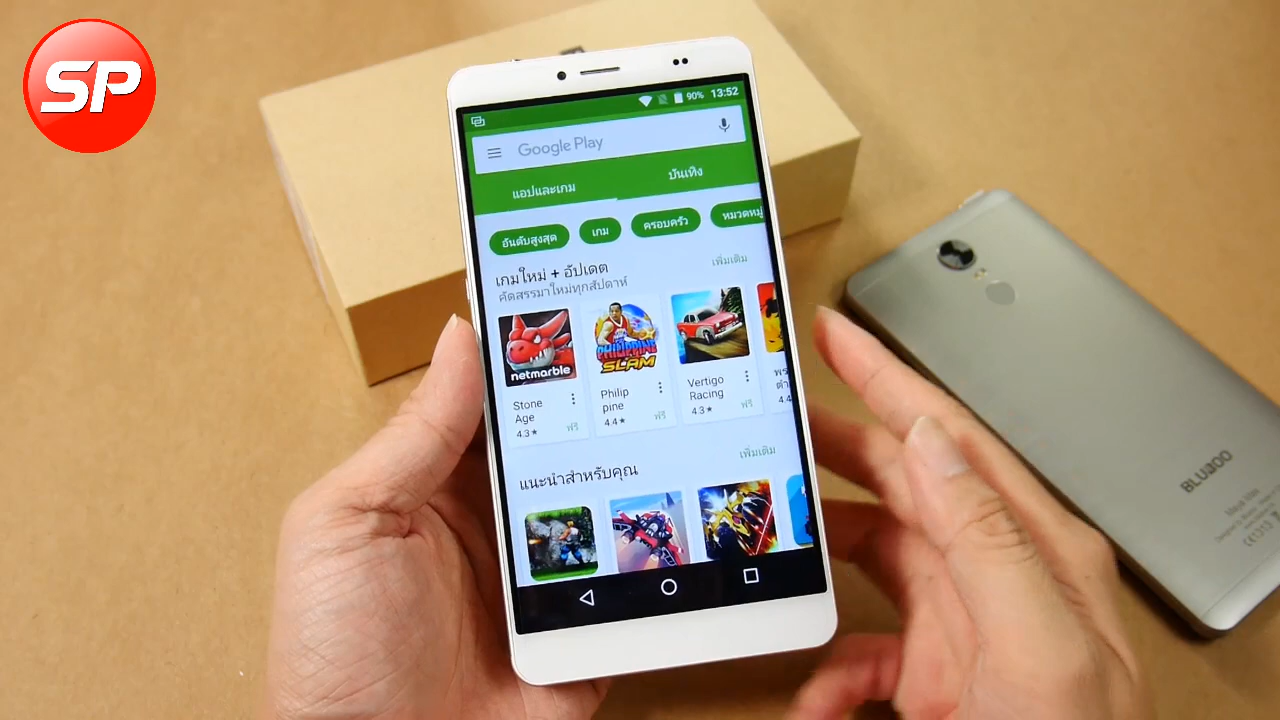 SP
90% 13:52
Google Play
แอปและเกม
บันเทิง
อันดับสูงสุด
เกม
ครอบครัว
หมวดหมู่
เกมใหม่ + อัปเดต
เพิ่มเติม
คัดสรรมาใหม่ทุกสัปดาห์
netmarble
PHILIPPINE
SLAM
Stone
Age
4.3★
ฟรี
Philip
pine
4.4★
ฟรี
Vertigo
Racing
4.3★
ฟรี
4.4
แนะนำสำหรับคุณ
เพิ่มเติม
BLUBOO